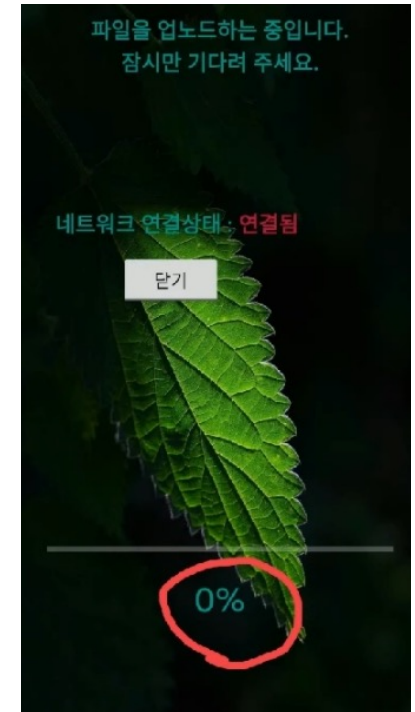 파일을 업노드하는 중입니다.
잠시만 기다려 주세요.
네트워크 연결상태 : 연결됨
닫기
0%